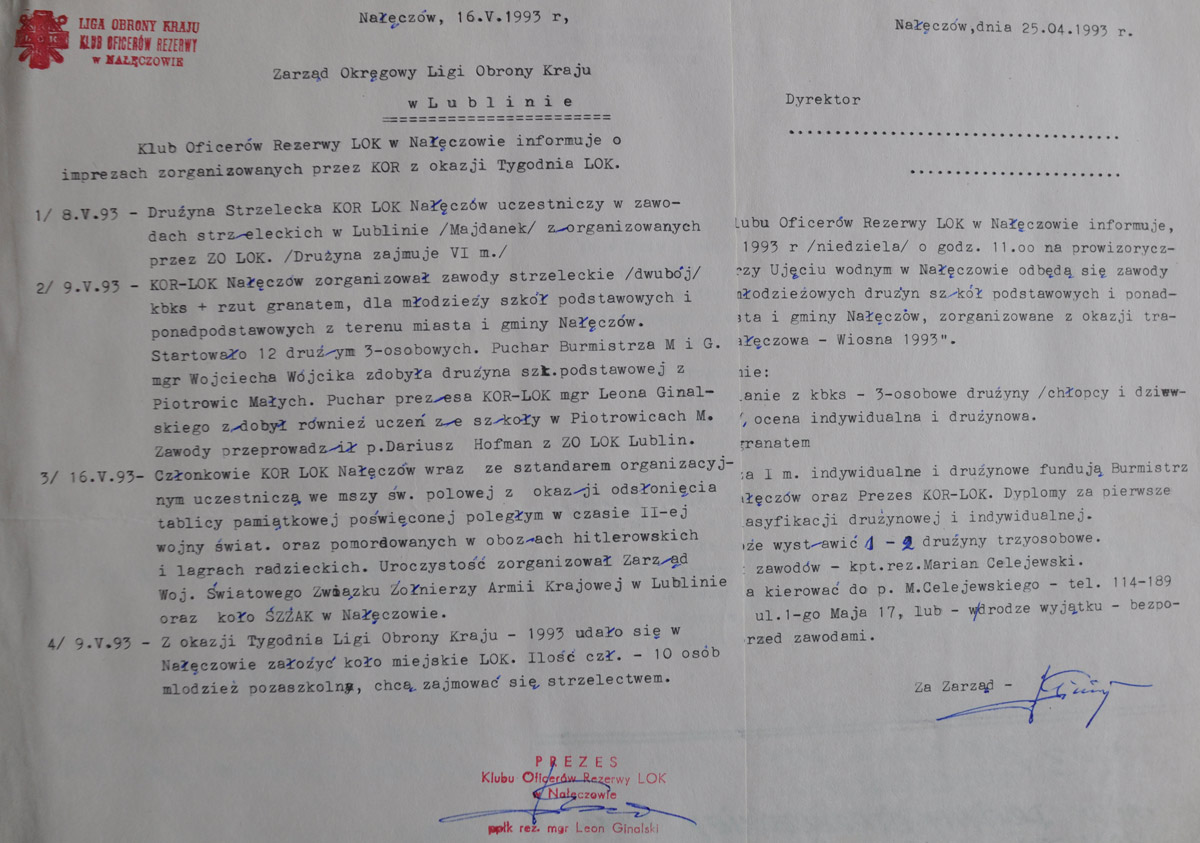 LIGA OBRONY KRAJU
KLUB OFICERÓW REZERWY
W NAŁĘCZOWIE
LOK
Nałęczów, 16.V.1993 r,
Zarząd Okręgowy Ligi Obrony Kraju
w L u b l i n i e
=======================
Klub Oficerów Rezerwy LOK w Nałęczowie informuje o
imprezach zorganizowanych przez KOR z okazji Tygodnia LOK.
1/ 8.V.93 - Drużyna Strzelecka KOR LOK Nałęczów uczestniczy w zawo-
dach strzeleckich w Lublinie /Majdanek/ zorganizowanych
przez ZO LOK. /Drużyna zajmuje VI m./
2/ 9.V.93 - KOR-LOK Nałęczów zorganizował zawody strzeleckie /dwubój/
kbks + rzut granatem, dla młodzieży szkół podstawowych i
ponadpodstawowych z terenu miasta i gminy Nałęczów.
Startowało 12 druż-ym 3-osobowych. Puchar Burmistrza M i G.
mgr Wojciecha Wójcika zdobyła drużyna szk.podstawowej z
Piotrowic Małych. Puchar prezesa KOR-LOK mgr Leona Ginal-
skiego zdobył również uczeń ze szkoły w Piotrowicach M.
Zawody przeprowadził p.Dariusz Hofman z ZO LOK Lublin.
3/ 16.V.93- Członkowie KOR LOK Nałęczów wraz ze sztandarem organizacyj-
nym uczestniczą we mszy św. polowej z okazji odsłonięcia
tablicy pamiątkowej poświęconej poległym w czasie II-ej
wojny świat. oraz pomordowanych w obozach hitlerowskich
i lagrach radzieckich. Uroczystość zorganizował Zarząd
Woj. Światowego Związku Żołnierzy Armii Krajowej w Lublinie
oraz koło ŚZŻAK w Nałęczowie.
4/ 9.V.93 - Z okazji Tygodnia Ligi Obrony Kraju - 1993 udało się w
Nałęczowie założyć koło miejskie LOK. Ilość czł. - 10 osób
mlodzież pozaszkolna, chcą zajmować się strzelectwem.
PREZES
Klubu Oficerów Rezerwy LOK
w Nałęczowie
ppłk rez. mgr Leon Ginalski
Nałęczów,dnia 25.04.1993 r.
Dyrektor
..................................
......................
lubu Oficerów Rezerwy LOK w Nałęczowie informuje,
1993 r /niedziela/ o godz. 11.oo na prowizorycz-
rzy Ujęciu wodnym w Nałęczowie odbędą się zawody
młodzieżowych drużyn szkół podstawowych i ponad-
sta i gminy Nałęczów, zorganizowane z okazji tra-
ałęczowa - Wiosna 1993".
nie:
anie z kbks - 3-osobowe drużyny /chłopcy i dziww-
/, ocena indywidualna i drużynowa.
granatem
za I m. indywidualne i drużynowe fundują Burmistrz
ałęczów oraz Prezes KOR-LOK. Dyplomy za pierwsze
asyfikacji drużynowej i indywidualnej.
oże wystawić 1 - 2 drużyny trzyosobowe.
zawodów - kpt.rez.Marian Celejewski.
a kierować do p. M.Celejewskiego - tel. 114-189
ul.1-go Maja 17, lub - w drodze wyjątku - bezpo-
rzed zawodami.
Za Zarząd -